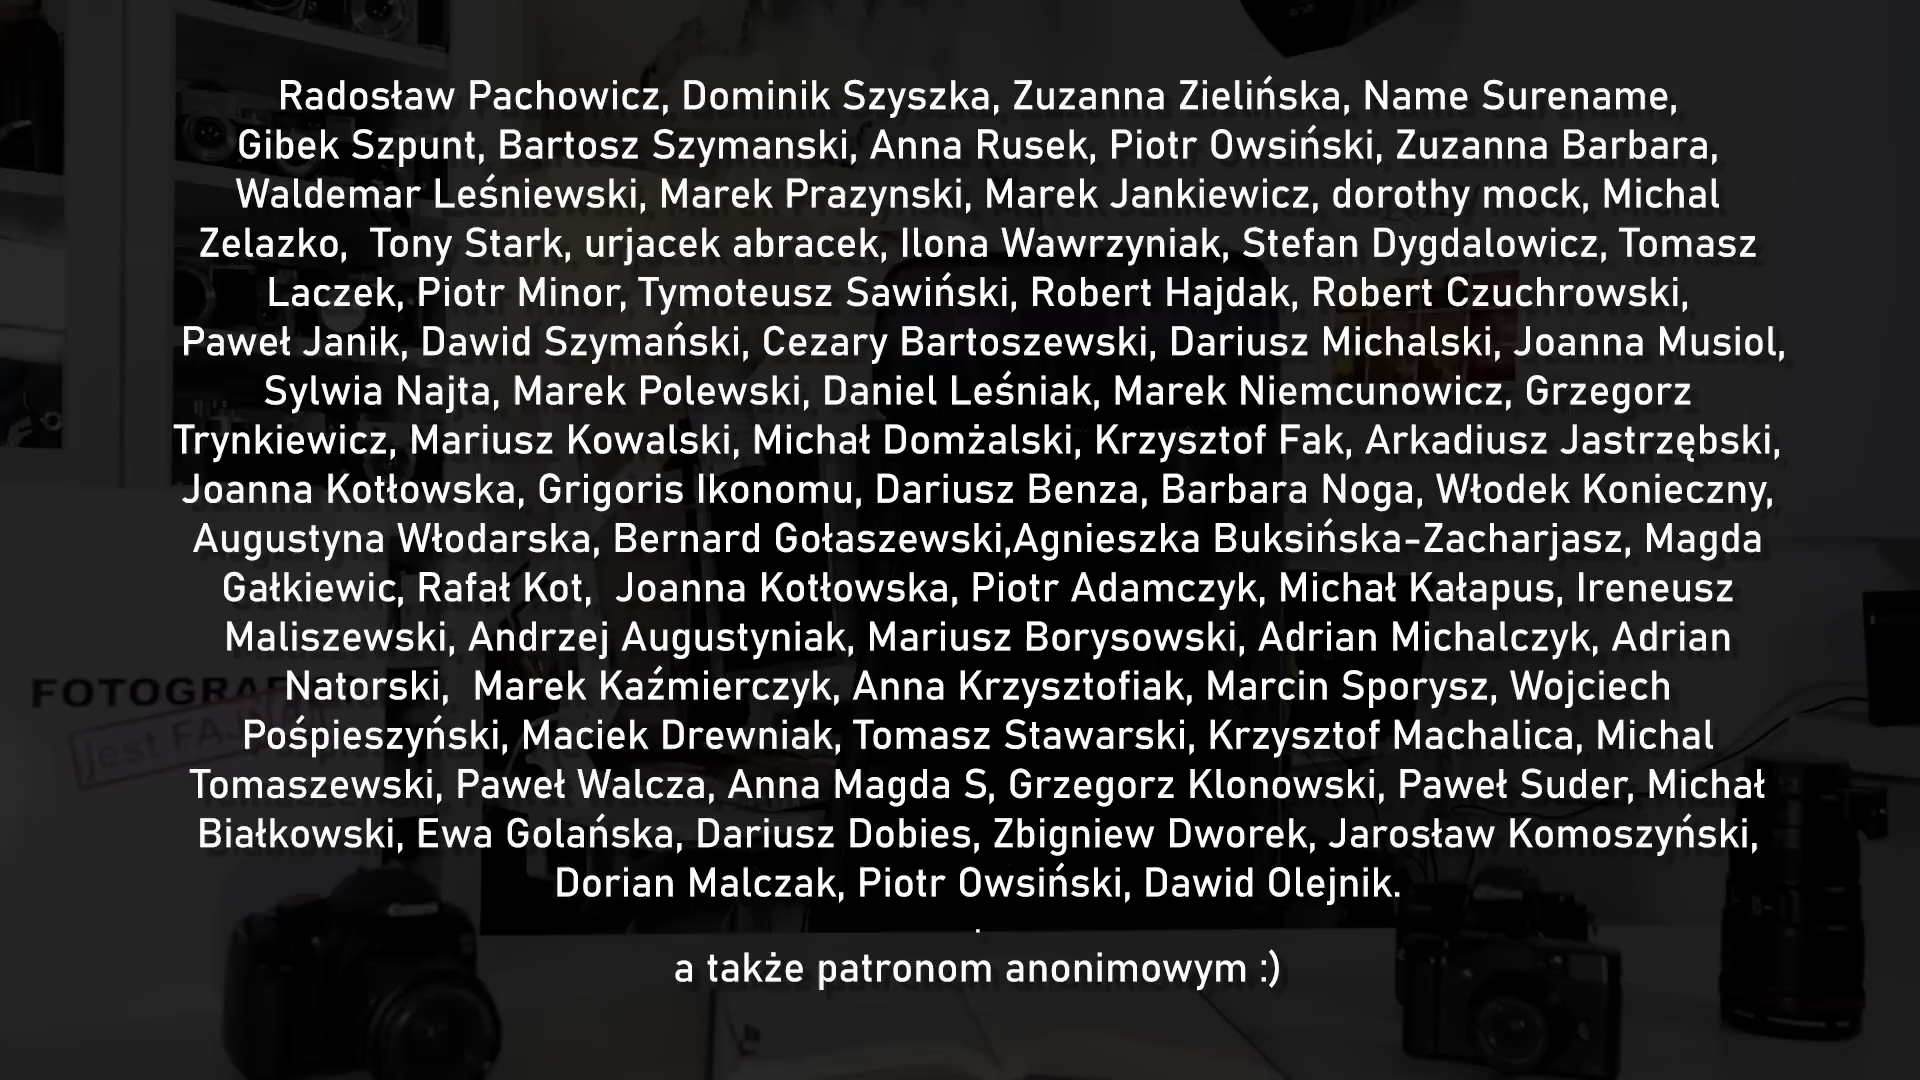 Radosław Pachowicz, Dominik Szyszka, Zuzanna Zielińska, Name Surename,
Gibek Szpunt, Bartosz Szymanski, Anna Rusek, Piotr Owsiński, Zuzanna Barbara,
Waldemar Leśniewski, Marek Prazynski, Marek Jankiewicz, dorothy mock, Michal
Zelazko,  Tony Stark, urjacek abracek, Ilona Wawrzyniak, Stefan Dygdalowicz, Tomasz
Laczek, Piotr Minor, Tymoteusz Sawiński, Robert Hajdak, Robert Czuchrowski,
Paweł Janik, Dawid Szymański, Cezary Bartoszewski, Dariusz Michalski, Joanna Musiol,
Sylwia Najta, Marek Polewski, Daniel Leśniak, Marek Niemcunowicz, Grzegorz
Trynkiewicz, Mariusz Kowalski, Michał Domżalski, Krzysztof Fak, Arkadiusz Jastrzębski,
Joanna Kotłowska, Grigoris Ikonomu, Dariusz Benza, Barbara Noga, Włodek Konieczny,
Augustyna Włodarska, Bernard Gołaszewski,Agnieszka Buksińska-Zacharjasz, Magda
Gałkiewic, Rafał Kot,  Joanna Kotłowska, Piotr Adamczyk, Michał Kałapus, Ireneusz
Maliszewski, Andrzej Augustyniak, Mariusz Borysowski, Adrian Michalczyk, Adrian
Natorski,  Marek Kaźmierczyk, Anna Krzysztofiak, Marcin Sporysz, Wojciech
Pośpieszyński, Maciek Drewniak, Tomasz Stawarski, Krzysztof Machalica, Michal
Tomaszewski, Paweł Walcza, Anna Magda S, Grzegorz Klonowski, Paweł Suder, Michał
Białkowski, Ewa Golańska, Dariusz Dobies, Zbigniew Dworek, Jarosław Komoszyński,
Dorian Malczak, Piotr Owsiński, Dawid Olejnik.
.
a także patronom anonimowym :)
jest
Canon